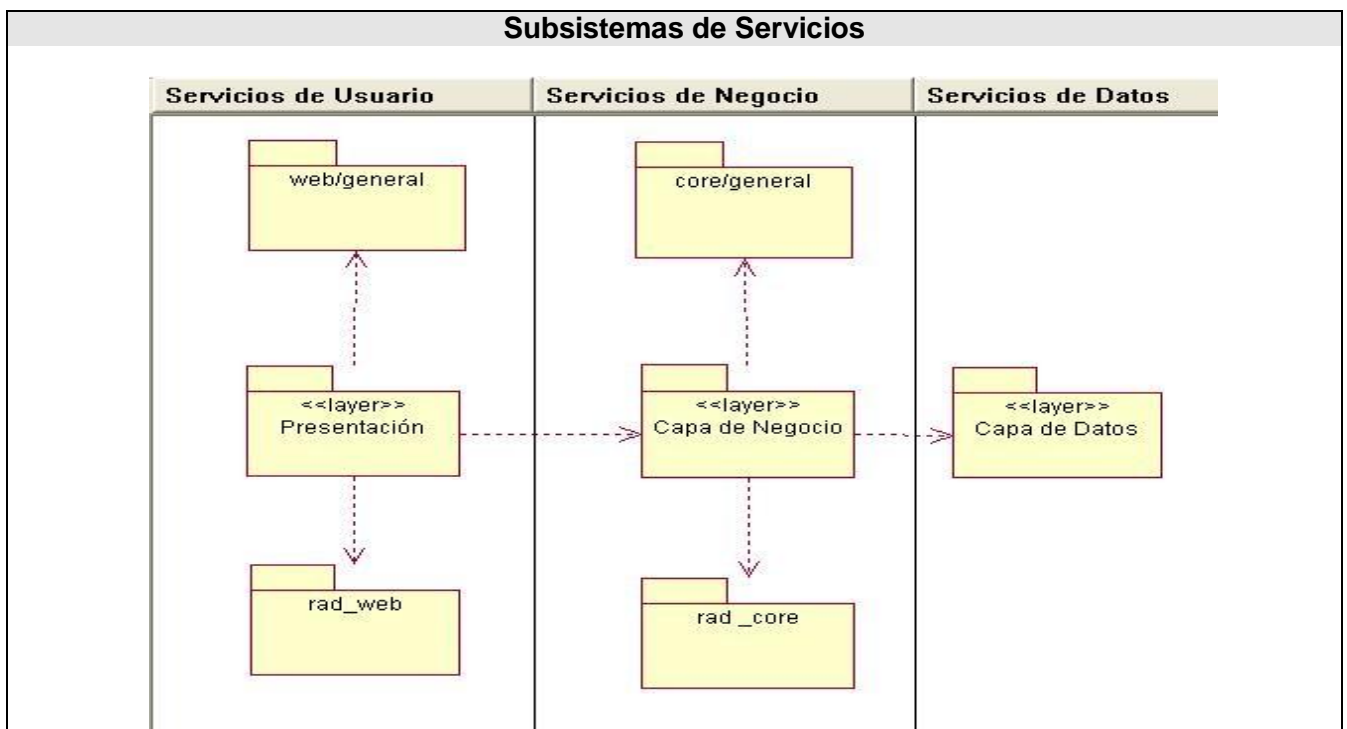 Subsistemas de Servicios
Servicios de Usuario
Servicios de Negocio
Servicios de Datos
web/general
core/general
<<layer>>
Presentación
<<layer>>
Capa de Negocio
<<layer>>
Capa de Datos
rad_web
rad _core